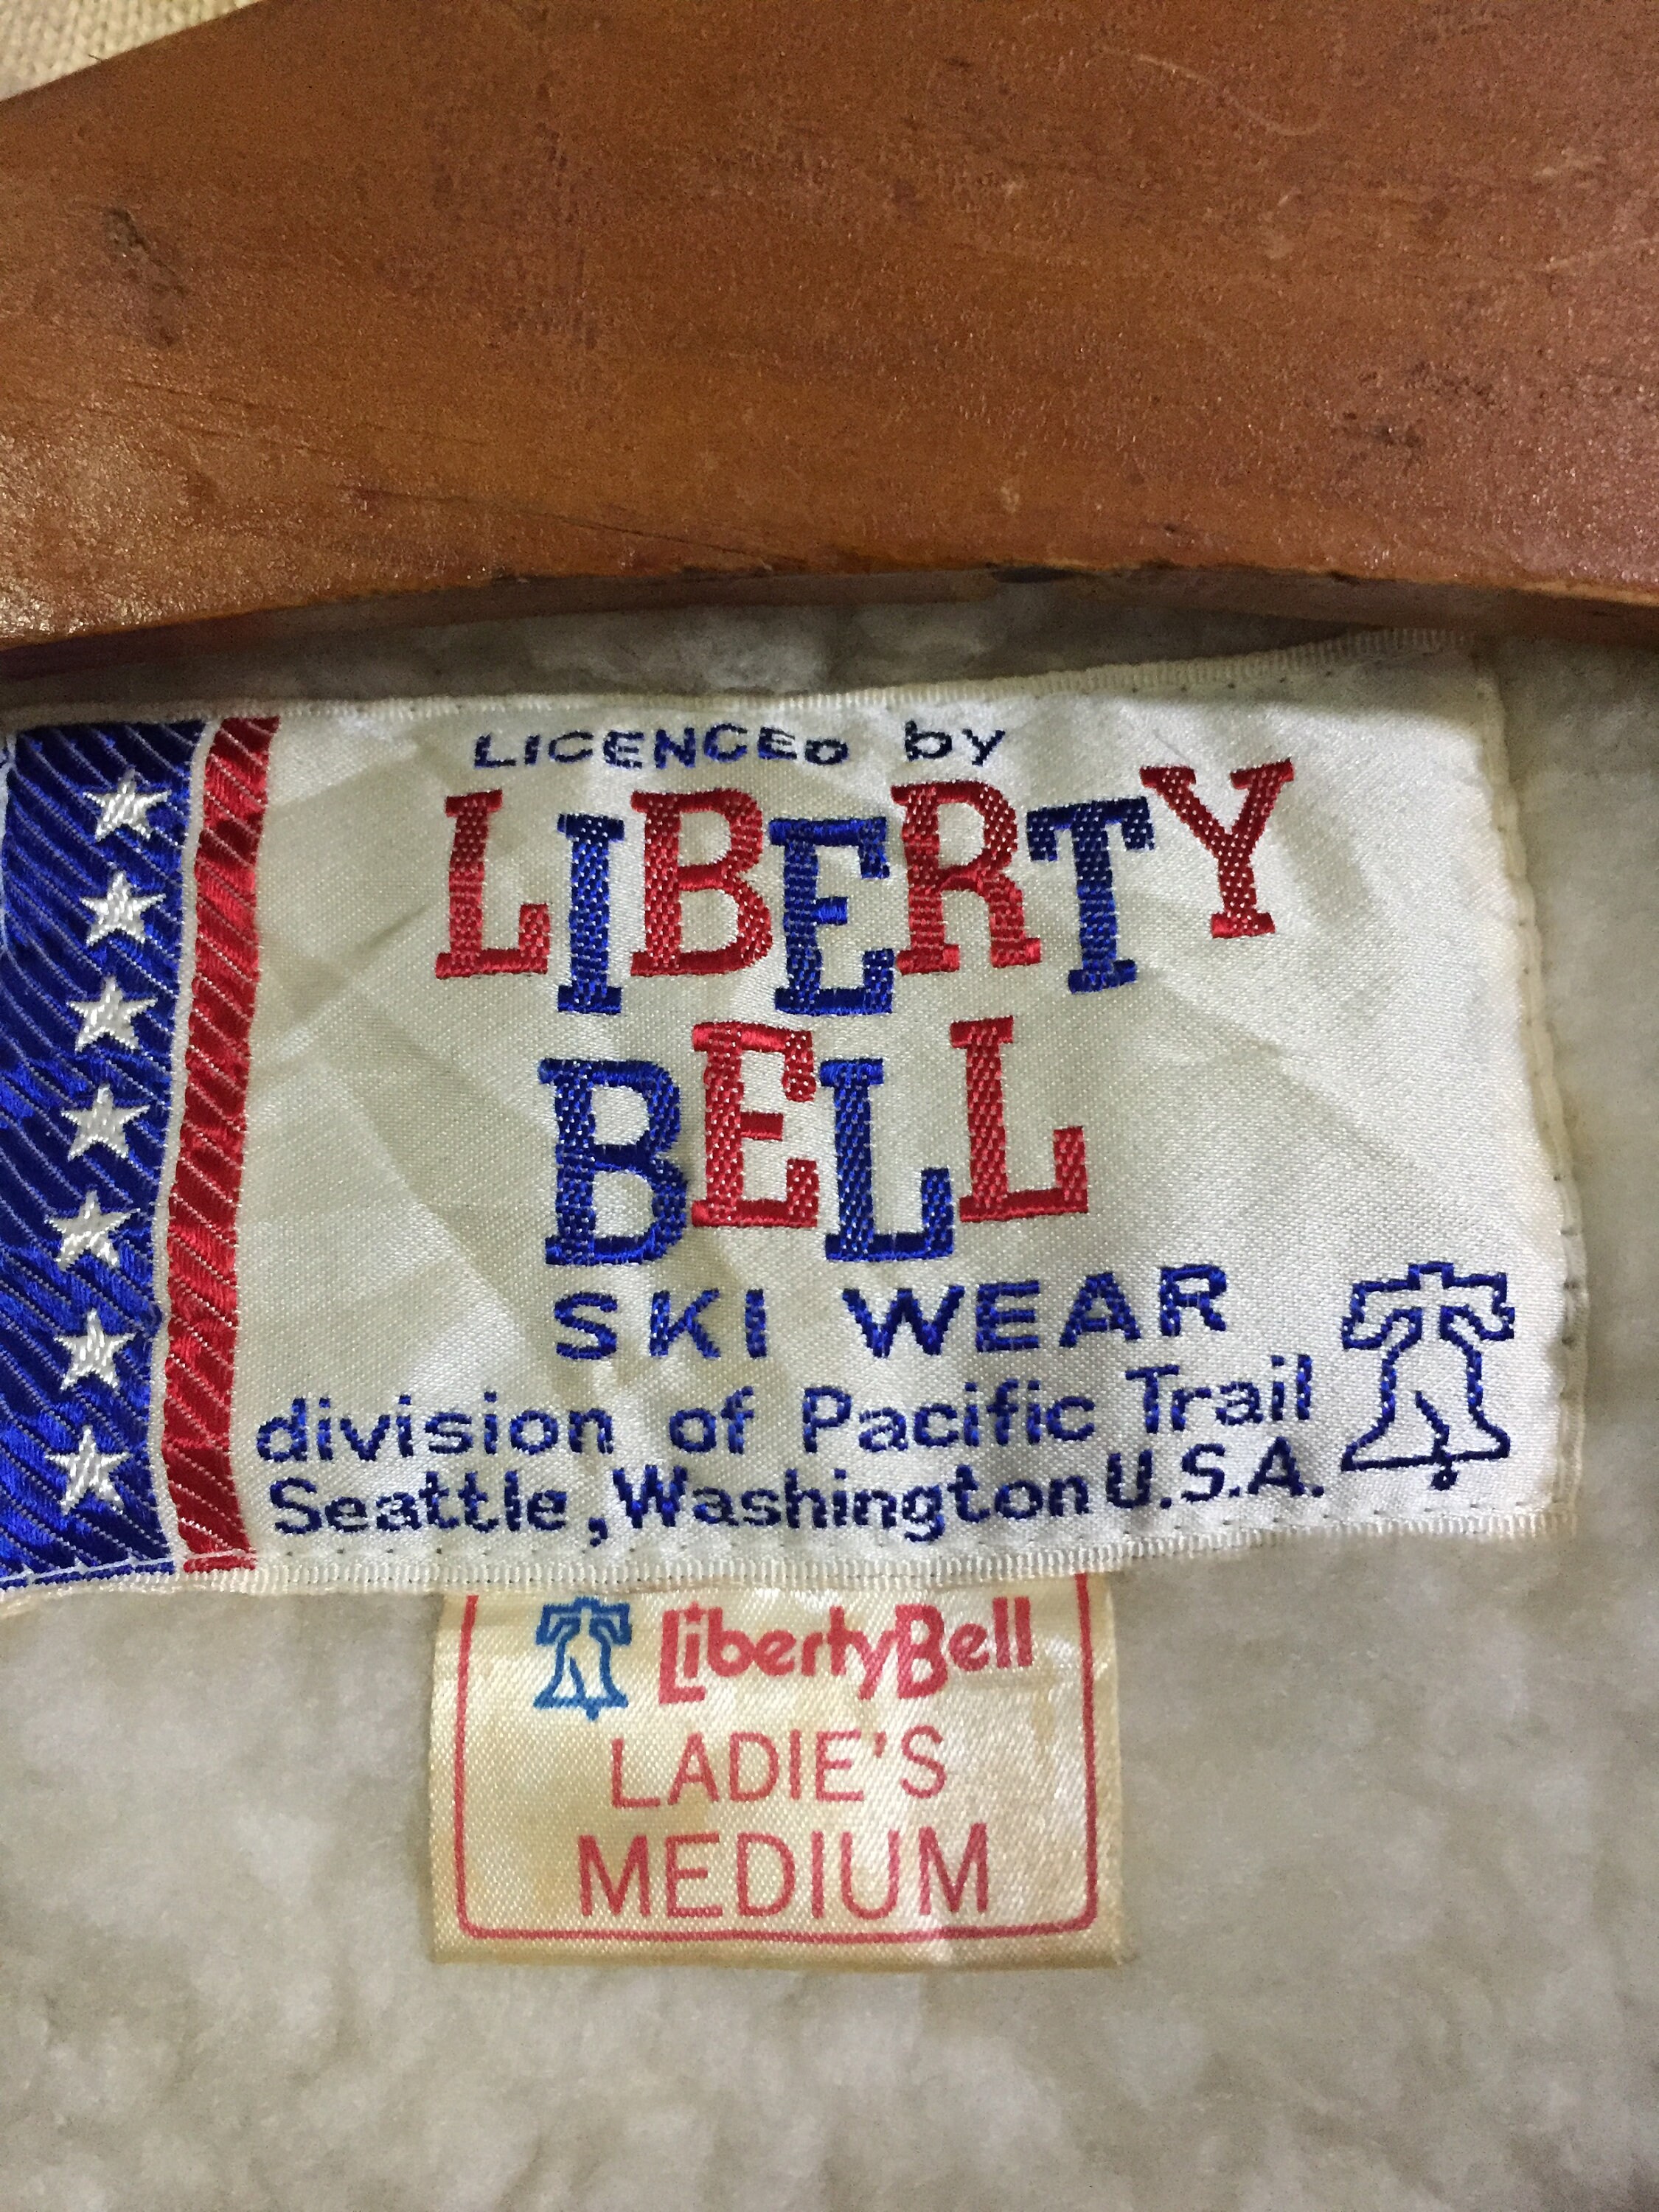 LICENCED by
LIBERTY
BELL
SKI WEAR
division of Pacific Trail
Seattle, Washington U.S.A.
LibertyBell
LADIE'S
MEDIUM